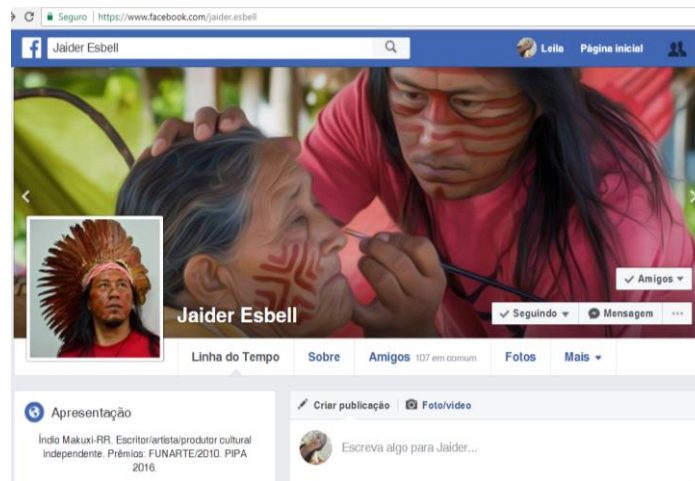 Seguro | https://www.facebook.com/jaider.esbell
f Jaider Esbell
Leila Página inicial
Amigos
Jaider Esbell
Seguindo Mensagem ...
Linha do Tempo Sobre Amigos 107 em comum Fotos Mais
Apresentação
Índio Makuxi-RR. Escritor/artista/produtor cultural
independente. Prêmios: FUNARTE/2010. PIPA
2016.
Criar publicação Foto/vídeo
Escreva algo para Jaider...